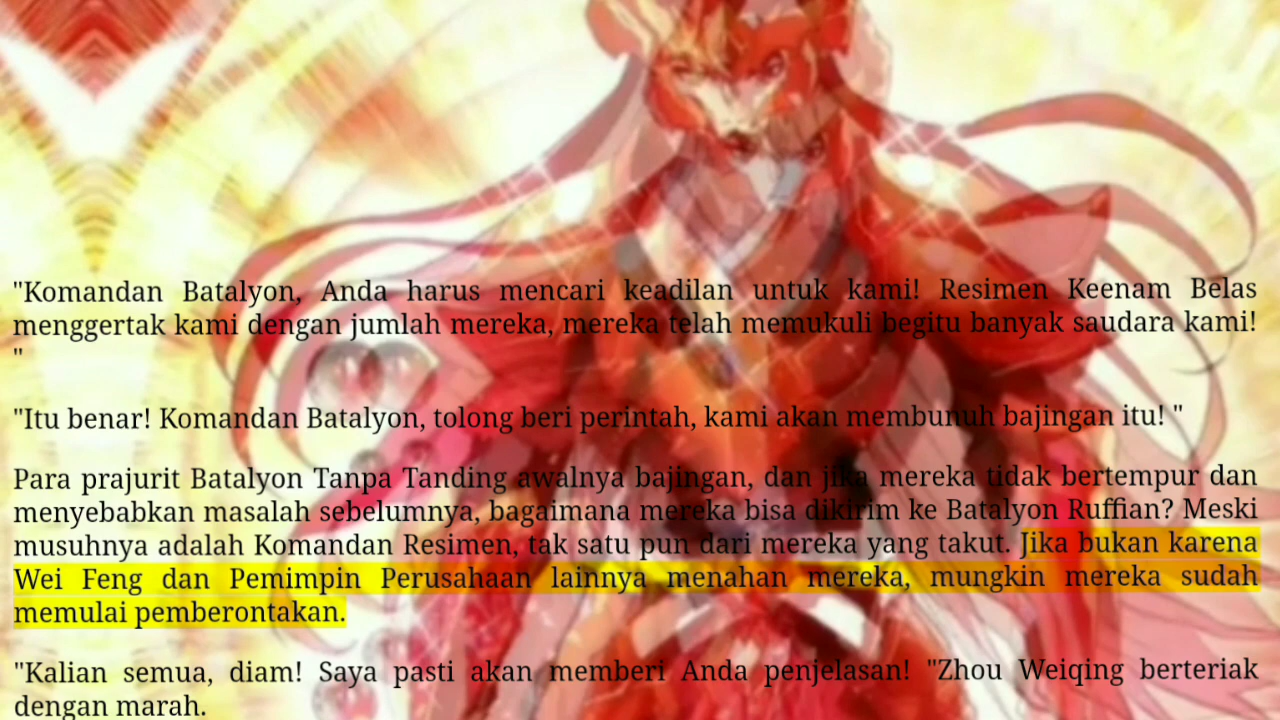 "Komandan Batalyon, Anda harus mencari keadilan untuk kami! Resimen Keenam Belas
menggertak kami dengan jumlah mereka, mereka telah memukuli begitu banyak saudara kami!
"
"Itu benar! Komandan Batalyon, tolong beri perintah, kami akan membunuh bajingan itu! "
Para prajurit Batalyon Tanpa Tanding awalnya bajingan, dan jika mereka tidak bertempur dan
menyebabkan masalah sebelumnya, bagaimana mereka bisa dikirim ke Batalyon Ruffian? Meski
musuhnya adalah Komandan Resimen, tak satu pun dari mereka yang takut. Jika bukan karena
Wei Feng dan Pemimpin Perusahaan lainnya menahan mereka, mungkin mereka sudah
memulai pemberontakan.
"Kalian semua, diam! Saya pasti akan memberi Anda penjelasan! "Zhou Weiqing berteriak
dengan marah.